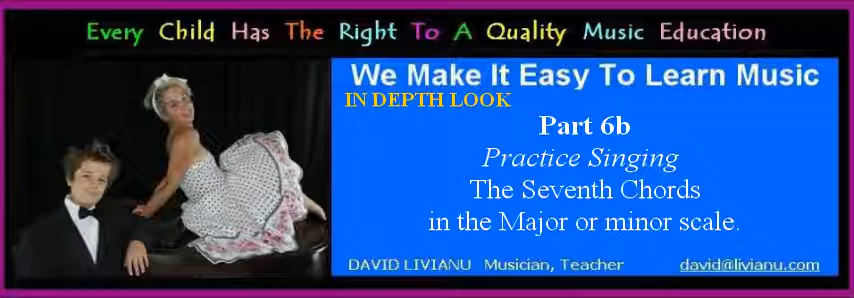 Every Child Has The Right To A Quality Music Education
We Make It Easy To Learn Music
IN DEPTH LOOK
Part 6b
Practice Singing
The Seventh Chords
in the Major or minor scale.
DAVID LIVIANU Musician, Teacher david@livianu.com